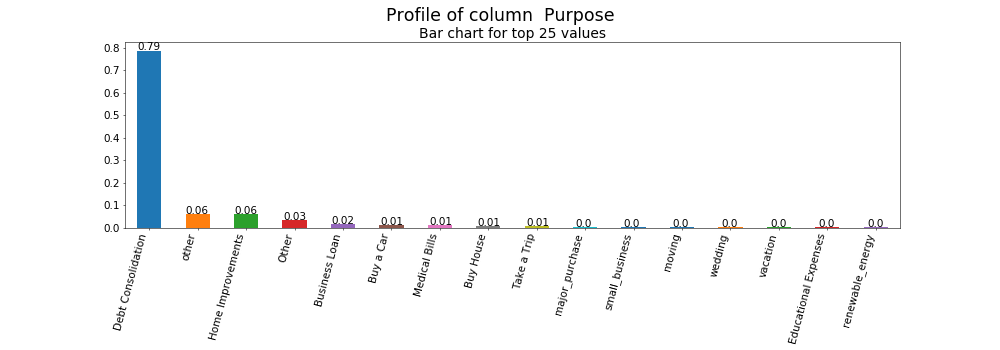 Profile of column  Purpose
Bar chart for top 25 values
0.8
0.7
0.6
0.5
0.4
0.3
0.2
0.1
0.0
0.79
0.06
0.06
0.03
0.02
0.01
0.01
0.01
0.01
0.0
0.0
0.0
0.0
0.0
0.0
0.0
Debt Consolidation
other
Home Improvements
Other
Business Loan
Buy a Car
Medical Bills
Buy House
Take a Trip
major_purchase
small_business
moving
wedding
vacation
Educational Expenses
renewable_energy